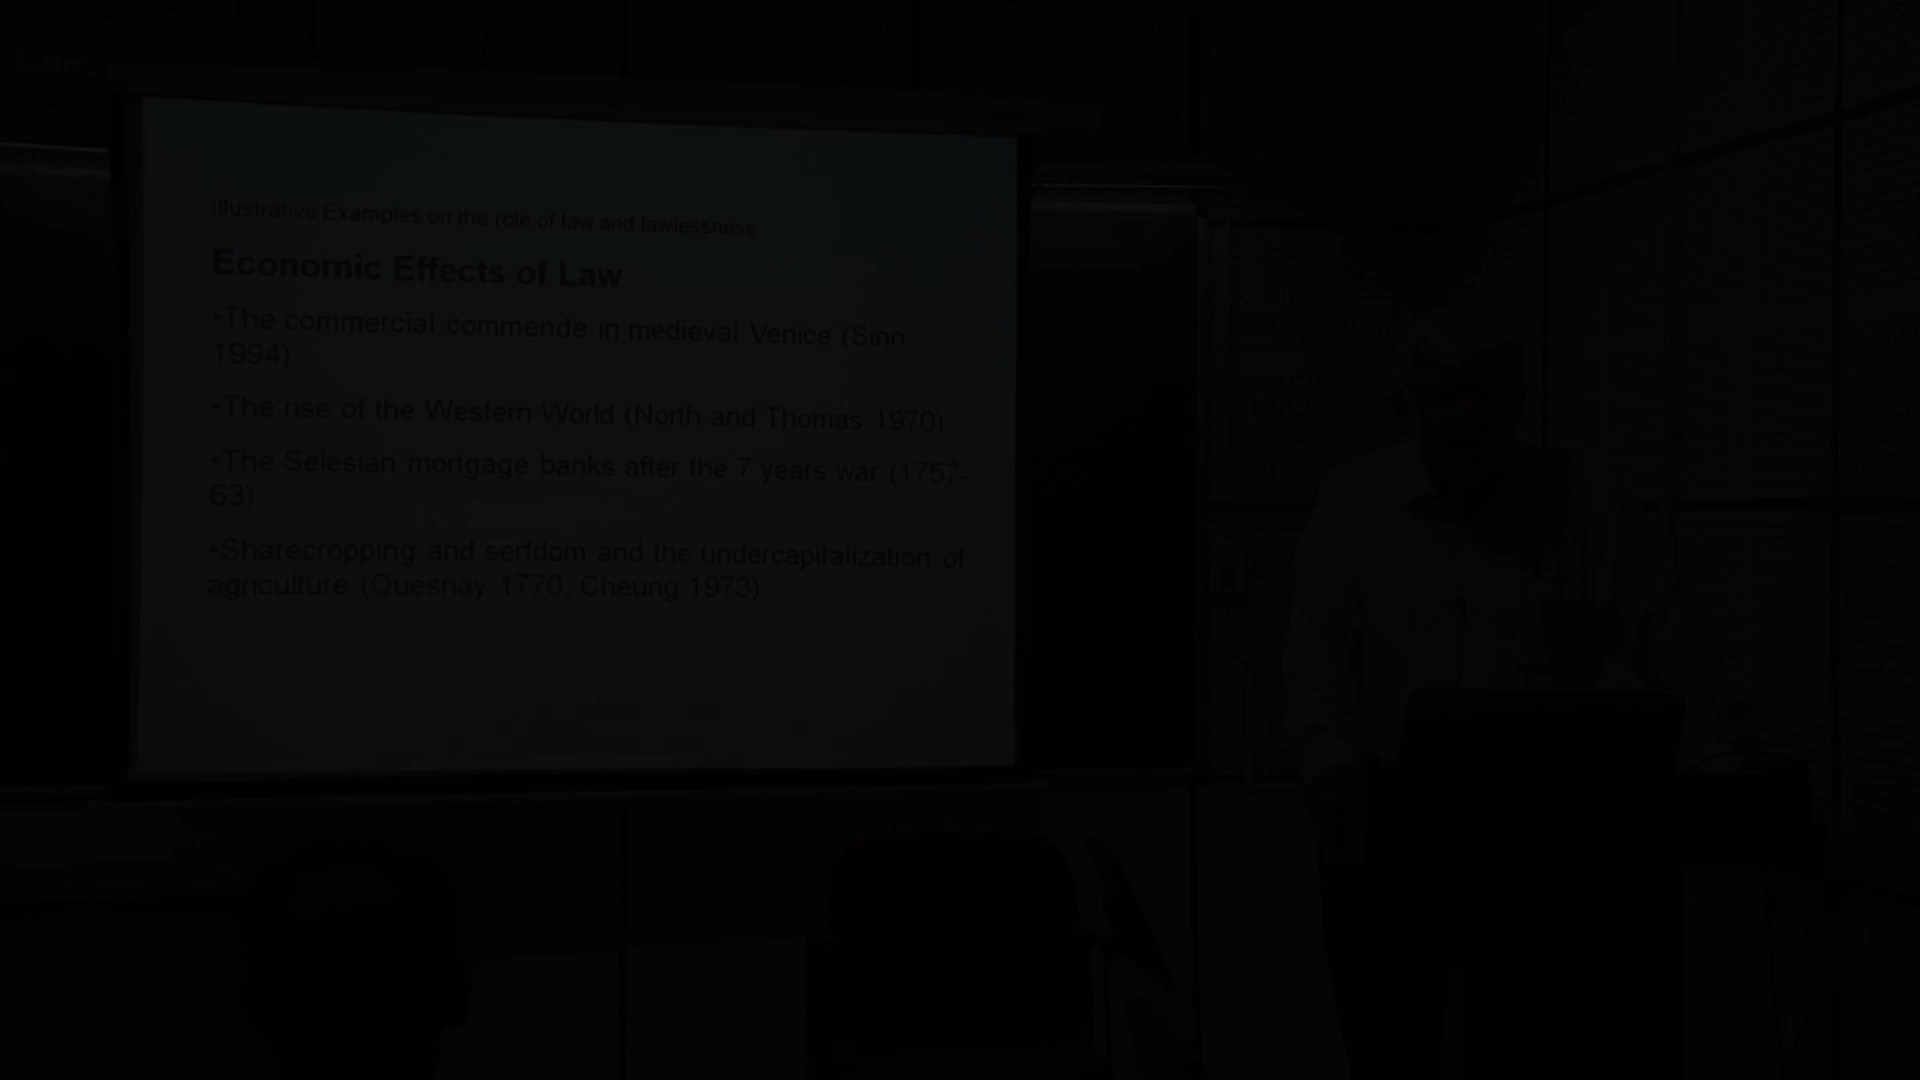 Illustrative Examples on the role of law and lawlessness
Economic Effects of Law
•The commercial commende in medieval Venice (Sinn
1994)
•The rise of the Western World (North and Thomas 1970)
•The Selesian mortgage banks after the 7 years war (1757-
63)
•Sharecropping and serfdom and the undercapitalization of
agriculture (Quesnay 1770, Cheung 1973)